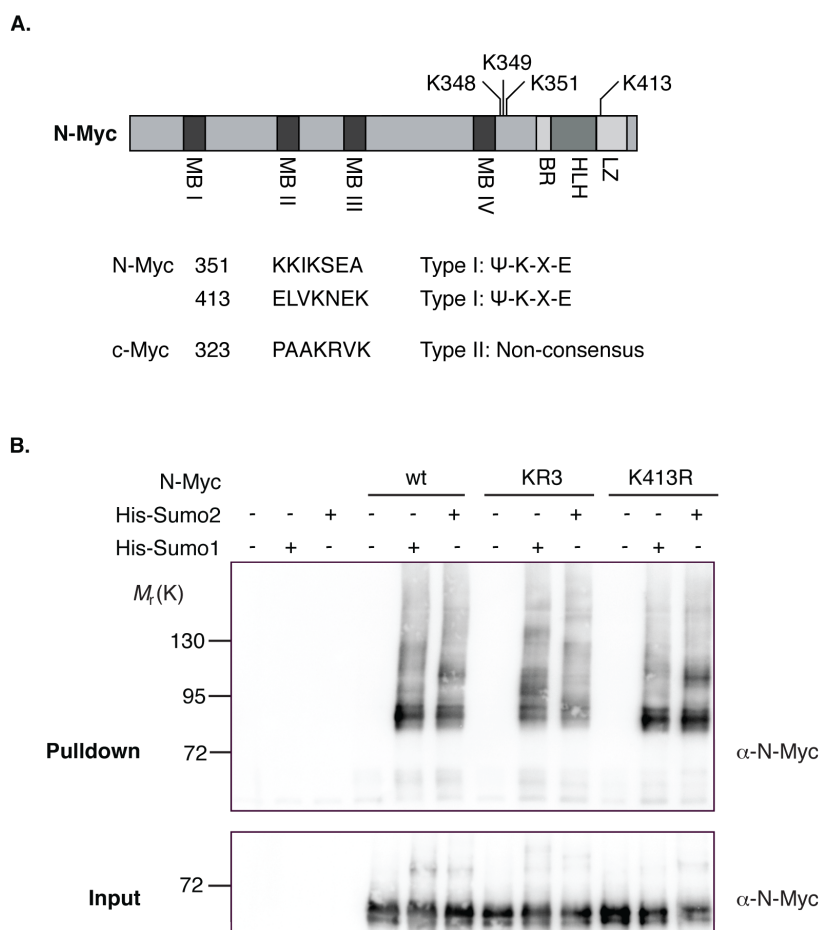 A.
K349
K348 K351 K413
N-Myc
MB I MB II MB III MB IV BR HLH LZ
N-Myc 351 KKIKSEA Type I: Ψ-K-X-E
413 ELVKNEK Type I: Ψ-K-X-E
c-Myc 323 PAAKRVK Type II: Non-consensus
B.
N-Myc wt KR3 K413R
His-Sumo2 - - + - - + - - + - - +
His-Sumo1 - + - - + - - + - - + -
Mr(K)
130
95
72
Pulldown α-N-Myc
72
Input α-N-Myc